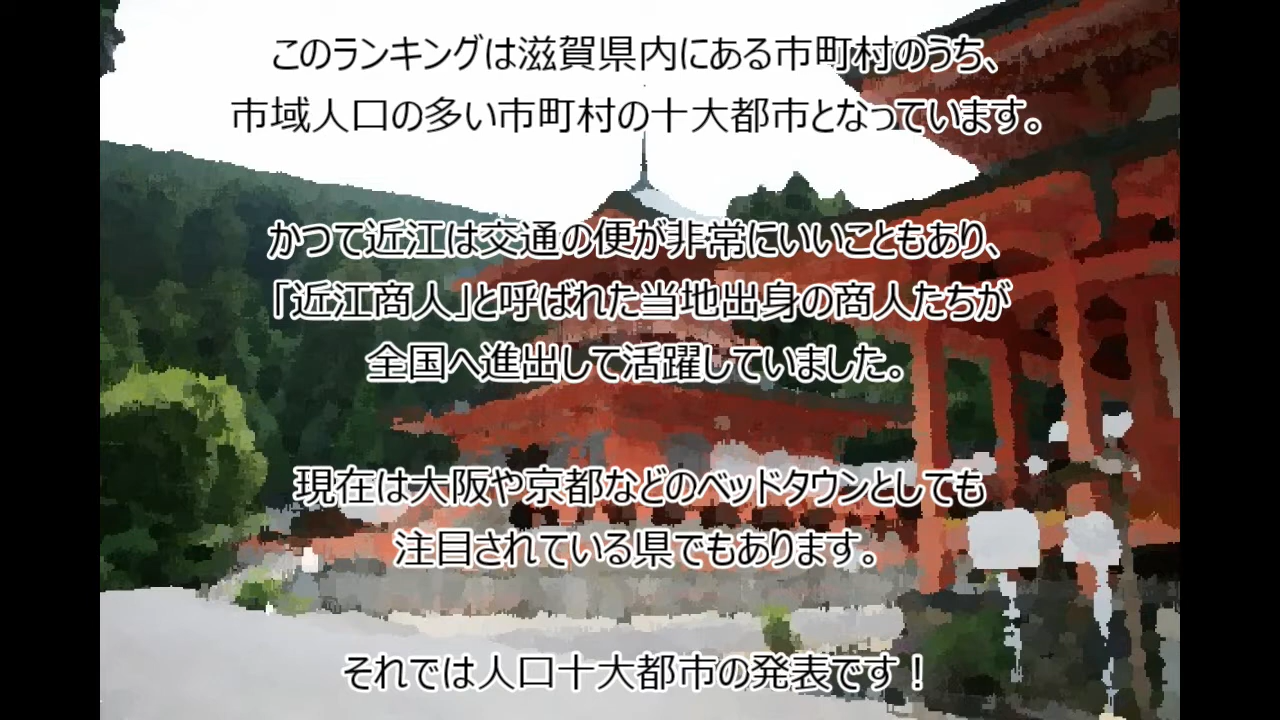 このランキングは滋賀県内にある市町村のうち、
市域人口の多い市町村の十大都市となっています。
かつて近江は交通の便が非常にいいこともあり、
「近江商人」と呼ばれた当地出身の商人たちが
全国へ進出して活躍していました。
現在は大阪や京都などのベッドタウンとしても
注目されている県でもあります。
それでは人口十大都市の発表です！